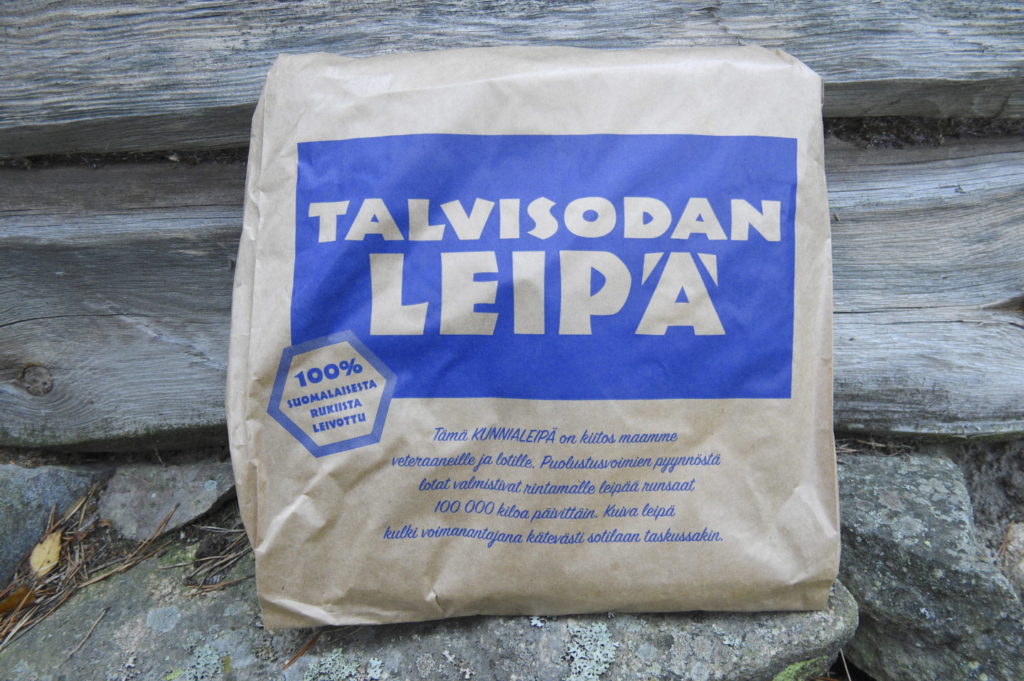 TALVISODAN
LEIPÄ
100%
SUOMALAISESTA
RUKIISTA
LEIVOTTU
Tämä KUNNIALEIPÄ on kiitos maamme
veteraaneille ja lotille. Puolustusvoimien pyynnöstä
lotat valmistivat rintamalle leipää runsaat
100 000 kiloa päivittäin. Kuiva leipä
kulki voimanantajana kätevästi sotilaan taskussakin.